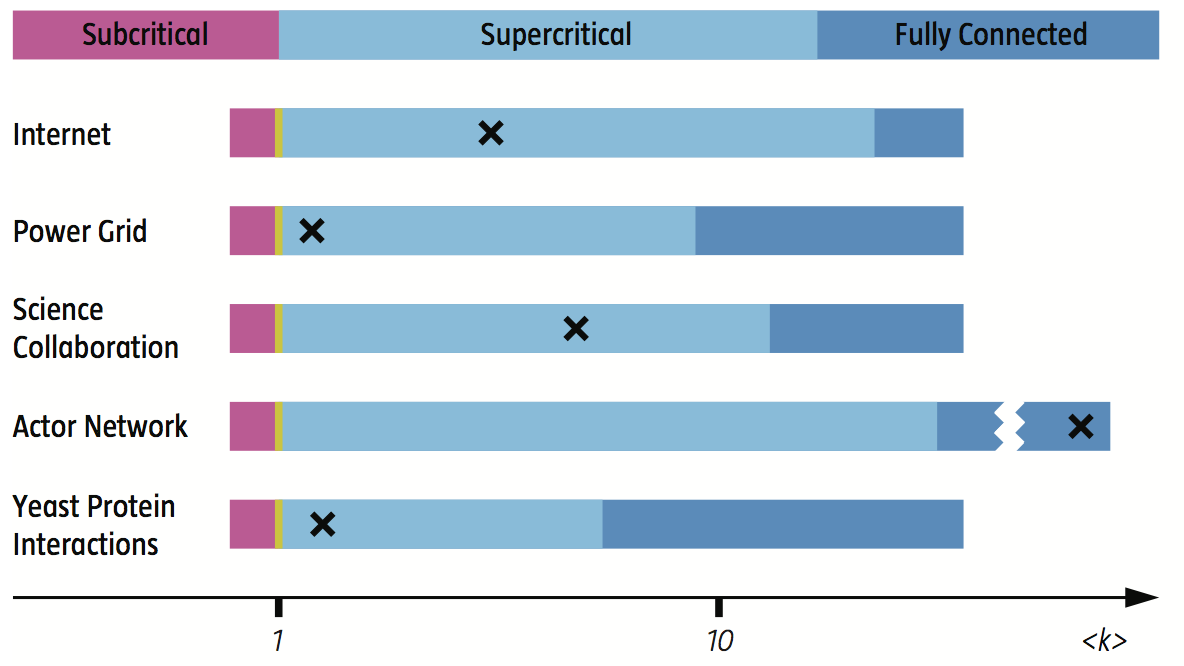 Subcritical Supercritical Fully Connected
Internet
Power Grid
Science
Collaboration
Actor Network
Yeast Protein
Interactions
1 10 <k>